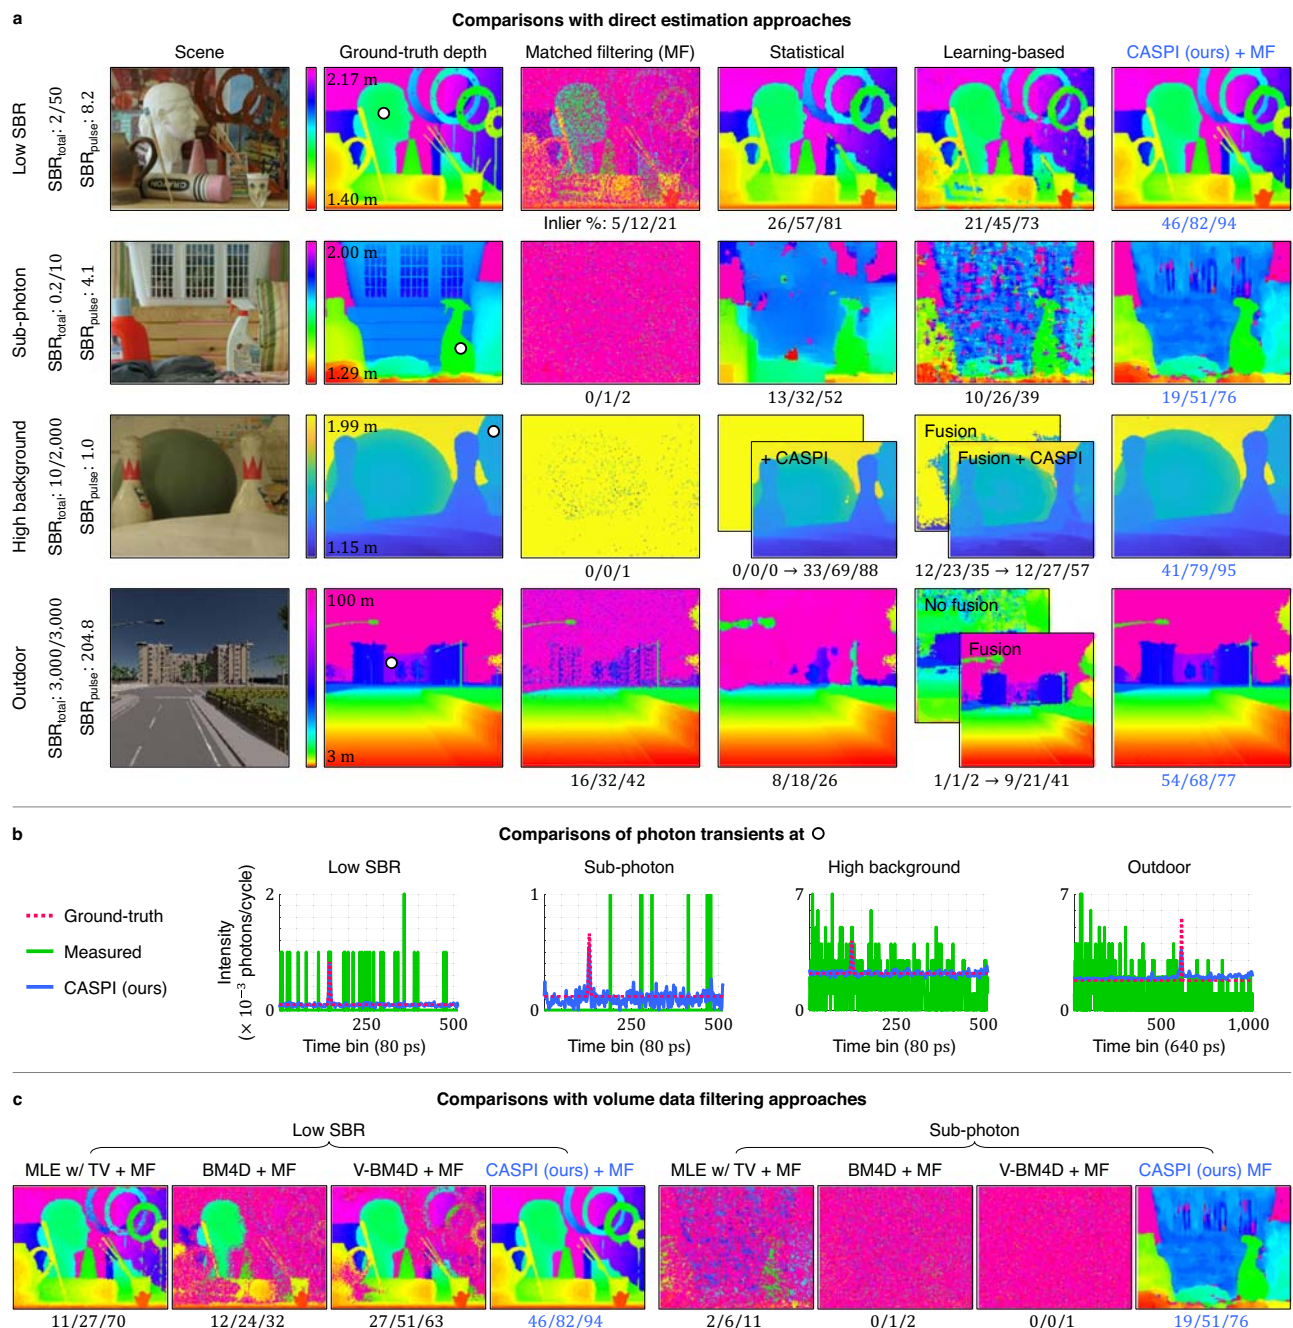 a
Comparisons with direct estimation approaches
Scene
Ground-truth depth
Matched filtering (MF)
Statistical
Learning-based
CASPI (ours) + MF
Low SBR
SBRtotal: 2/50
SBRpulse: 8.2
2.17 m
1.40 m
CRAYON
Inlier %: 5/12/21
26/57/81
21/45/73
46/82/94
Sub-photon
SBRtotal: 0.2/10
SBRpulse: 4.1
2.00 m
1.29 m
0/1/2
13/32/52
10/26/39
19/51/76
High background
SBRtotal: 10/2,000
SBRpulse: 1.0
1.99 m
1.15 m
+ CASPI
Fusion
Fusion + CASPI
0/0/1
0/0/0 → 33/69/88
12/23/35 → 12/27/57
41/79/95
Outdoor
SBRtotal: 3,000/3,000
SBRpulse: 204.8
100 m
3 m
No fusion
Fusion
16/32/42
8/18/26
1/1/2 → 9/21/41
54/68/77
b
Comparisons of photon transients at
Ground-truth
Measured
CASPI (ours)
Low SBR
Sub-photon
High background
Outdoor
Intensity
(× 10⁻³ photons/cycle)
2
0
250
500
Time bin (80 ps)
1
0
250
500
Time bin (80 ps)
7
0
250
500
Time bin (80 ps)
7
0
500
1,000
Time bin (640 ps)
c
Comparisons with volume data filtering approaches
Low SBR
Sub-photon
MLE w/ TV + MF
BM4D + MF
V-BM4D + MF
CASPI (ours) + MF
MLE w/ TV + MF
BM4D + MF
V-BM4D + MF
CASPI (ours) MF
11/27/70
12/24/32
27/51/63
46/82/94
2/6/11
0/1/2
0/0/1
19/51/76